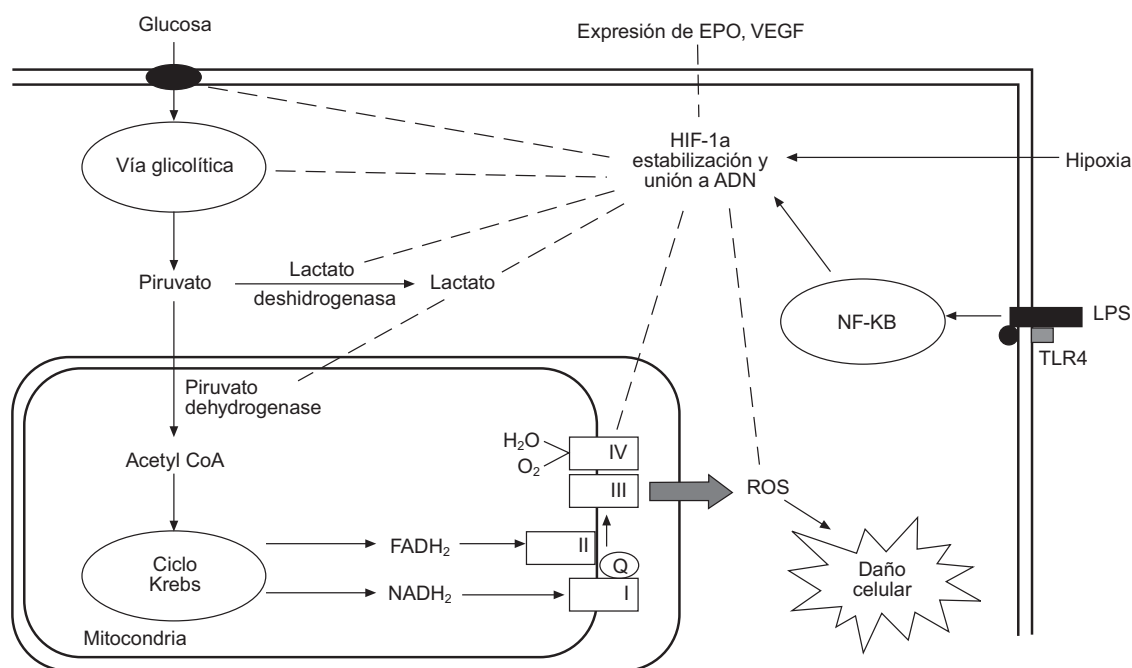 Glucosa
Expresión de EPO, VEGF
HIF-1a
estabilización y
unión a ADN
Hipoxia
Vía glicolítica
Piruvato
Lactato
deshidrogenasa
Lactato
NF-KB
LPS
TLR4
Piruvato
dehydrogenase
Acetyl CoA
H₂O
O₂
IV
III
ROS
II
FADH₂
Q
I
NADH₂
Ciclo
Krebs
Daño
celular
Mitocondria